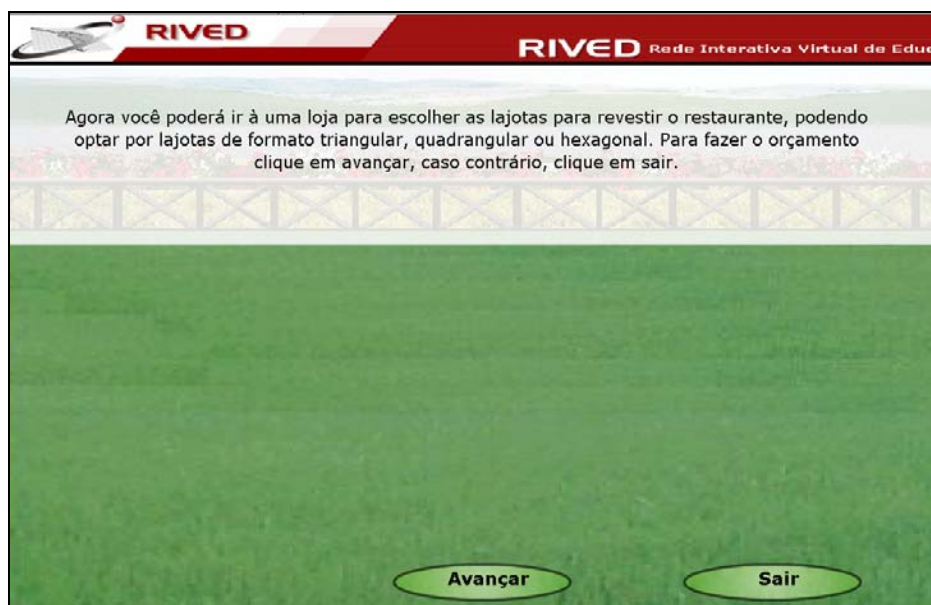 RIVED
RIVED Rede Interativa Virtual de Educ
Agora você poderá ir à uma loja para escolher as lajotas para revestir o restaurante, podendo
optar por lajotas de formato triangular, quadrangular ou hexagonal. Para fazer o orçamento
clique em avançar, caso contrário, clique em sair.
Avançar Sair